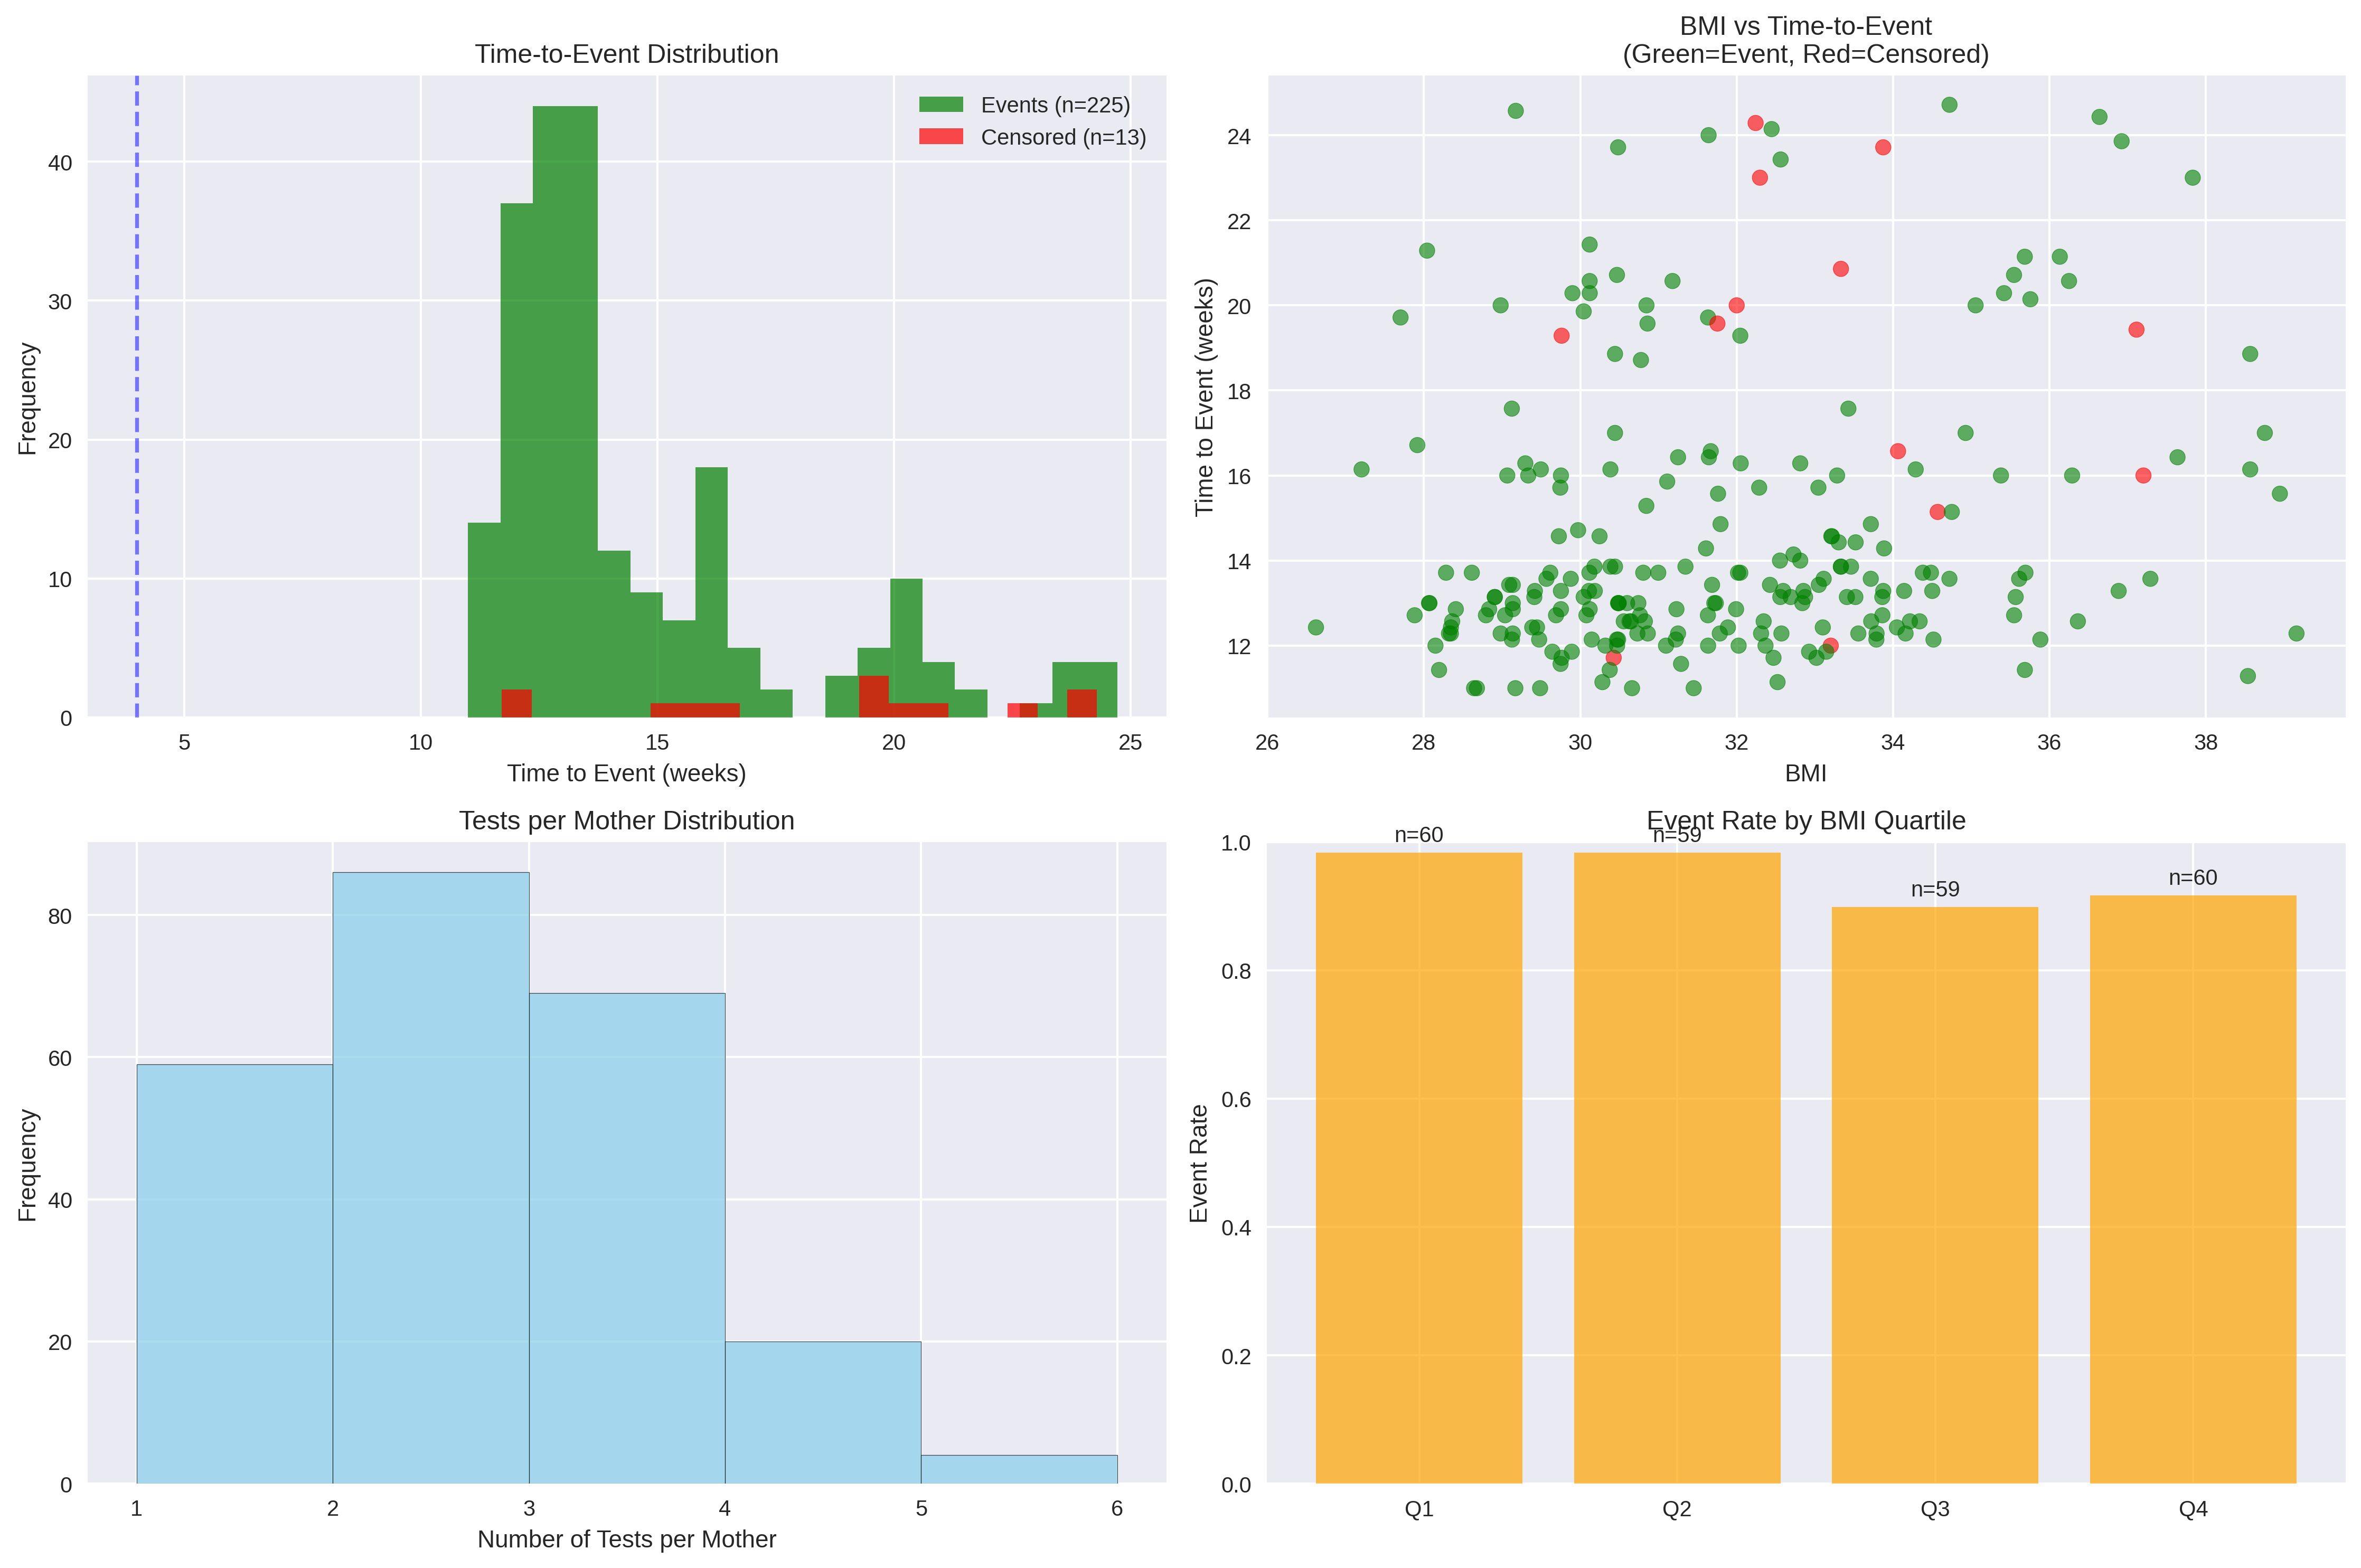 Time-to-Event Distribution
Events (n=225)
Censored (n=13)
Frequency
40
30
20
10
0
5
10
15
20
25
Time to Event (weeks)
BMI vs Time-to-Event
(Green=Event, Red=Censored)
Time to Event (weeks)
24
22
20
18
16
14
12
26
28
30
32
34
36
38
BMI
Tests per Mother Distribution
Frequency
80
60
40
20
0
1
2
3
4
5
6
Number of Tests per Mother
Event Rate by BMI Quartile
n=60
n=59
n=59
n=60
Event Rate
1.0
0.8
0.6
0.4
0.2
0.0
Q1
Q2
Q3
Q4